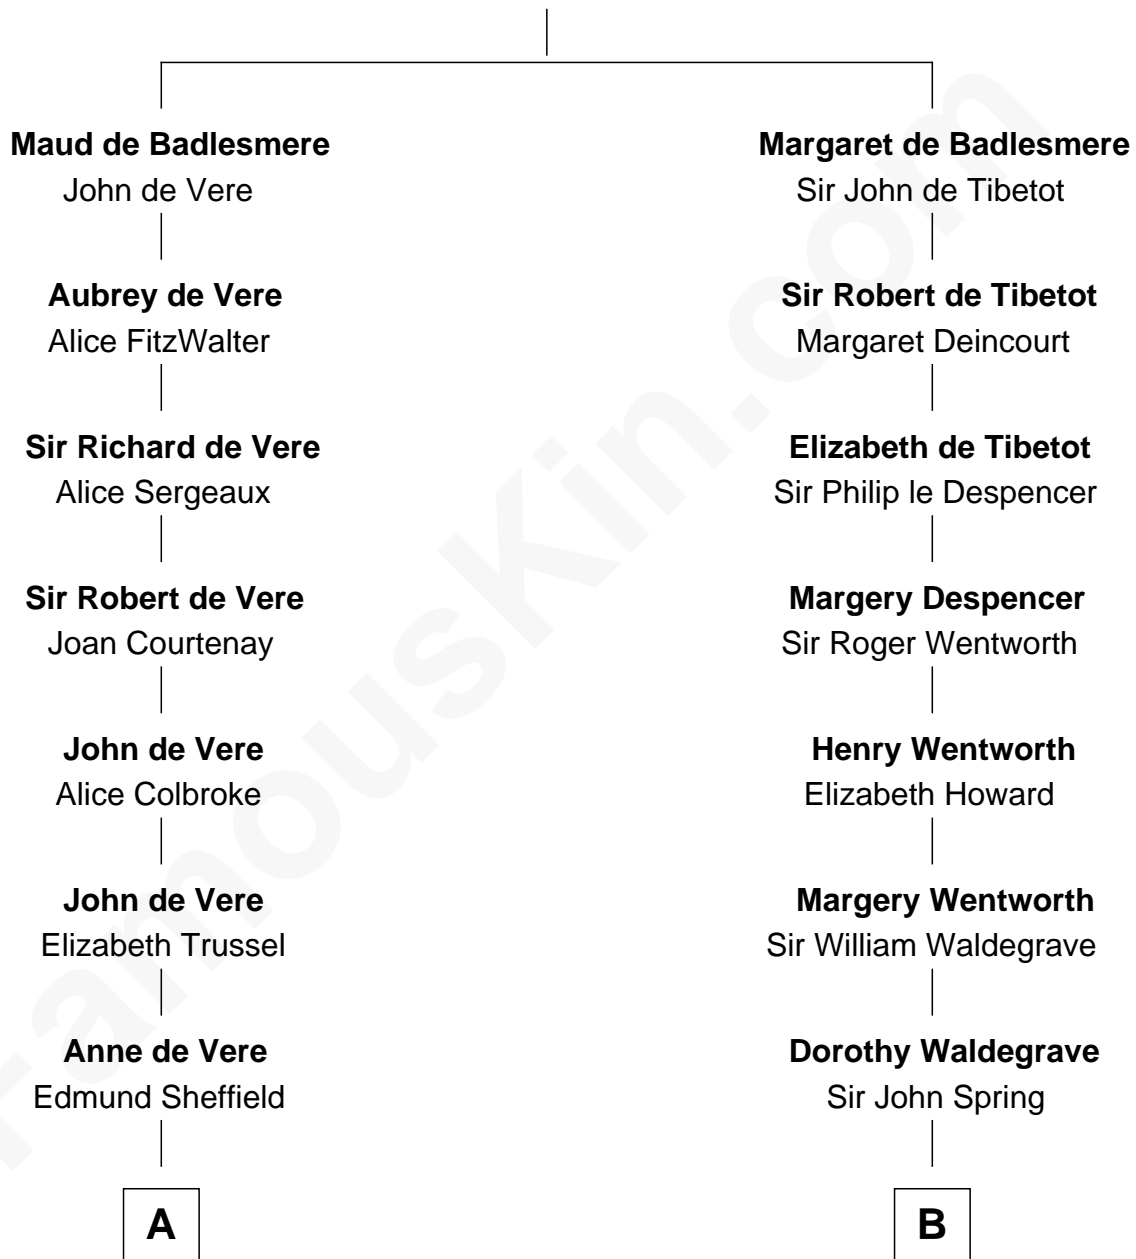 Maud de Badlesmere
John de Vere
Aubrey de Vere
Alice FitzWalter
Sir Richard de Vere
Alice Sergeaux
Sir Robert de Vere
Joan Courtenay
John de Vere
Alice Colbroke
John de Vere
Elizabeth Trussel
Anne de Vere
Edmund Sheffield
A
Margaret de Badlesmere
Sir John de Tibetot
Sir Robert de Tibetot
Margaret Deincourt
Elizabeth de Tibetot
Sir Philip le Despencer
Margery Despencer
Sir Roger Wentworth
Henry Wentworth
Elizabeth Howard
Margery Wentworth
Sir William Waldegrave
Dorothy Waldegrave
Sir John Spring
B
FamousKin.com